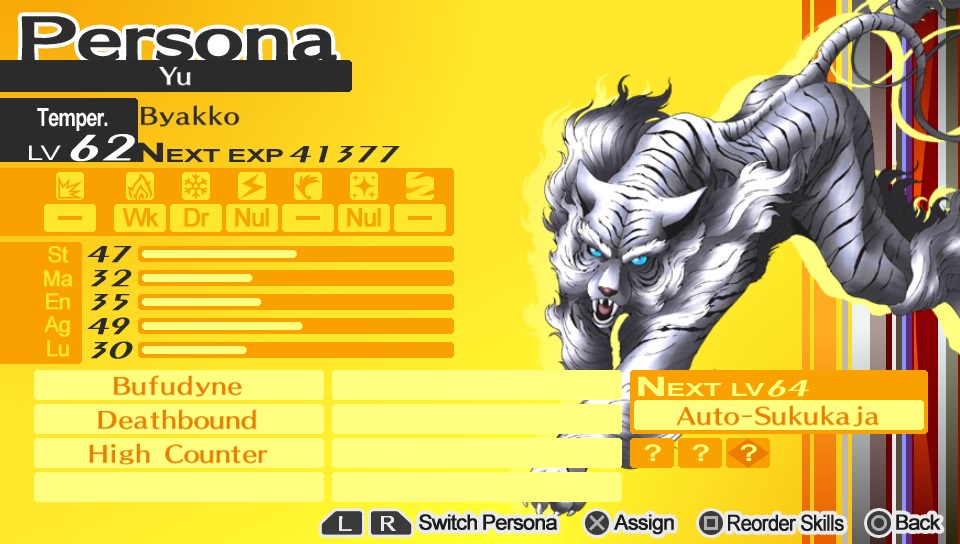 Persona
Yu
Temper. Byakko
LV 62 NEXT EXP 41377
— Wk Dr Nul — Nul —
St 47
Ma 32
En 35
Ag 49
Lu 30
Bufudyne
Deathbound
High Counter
NEXT LV 64
Auto-Sukukaja
? ? ?
L R Switch Persona Assign Reorder Skills Back